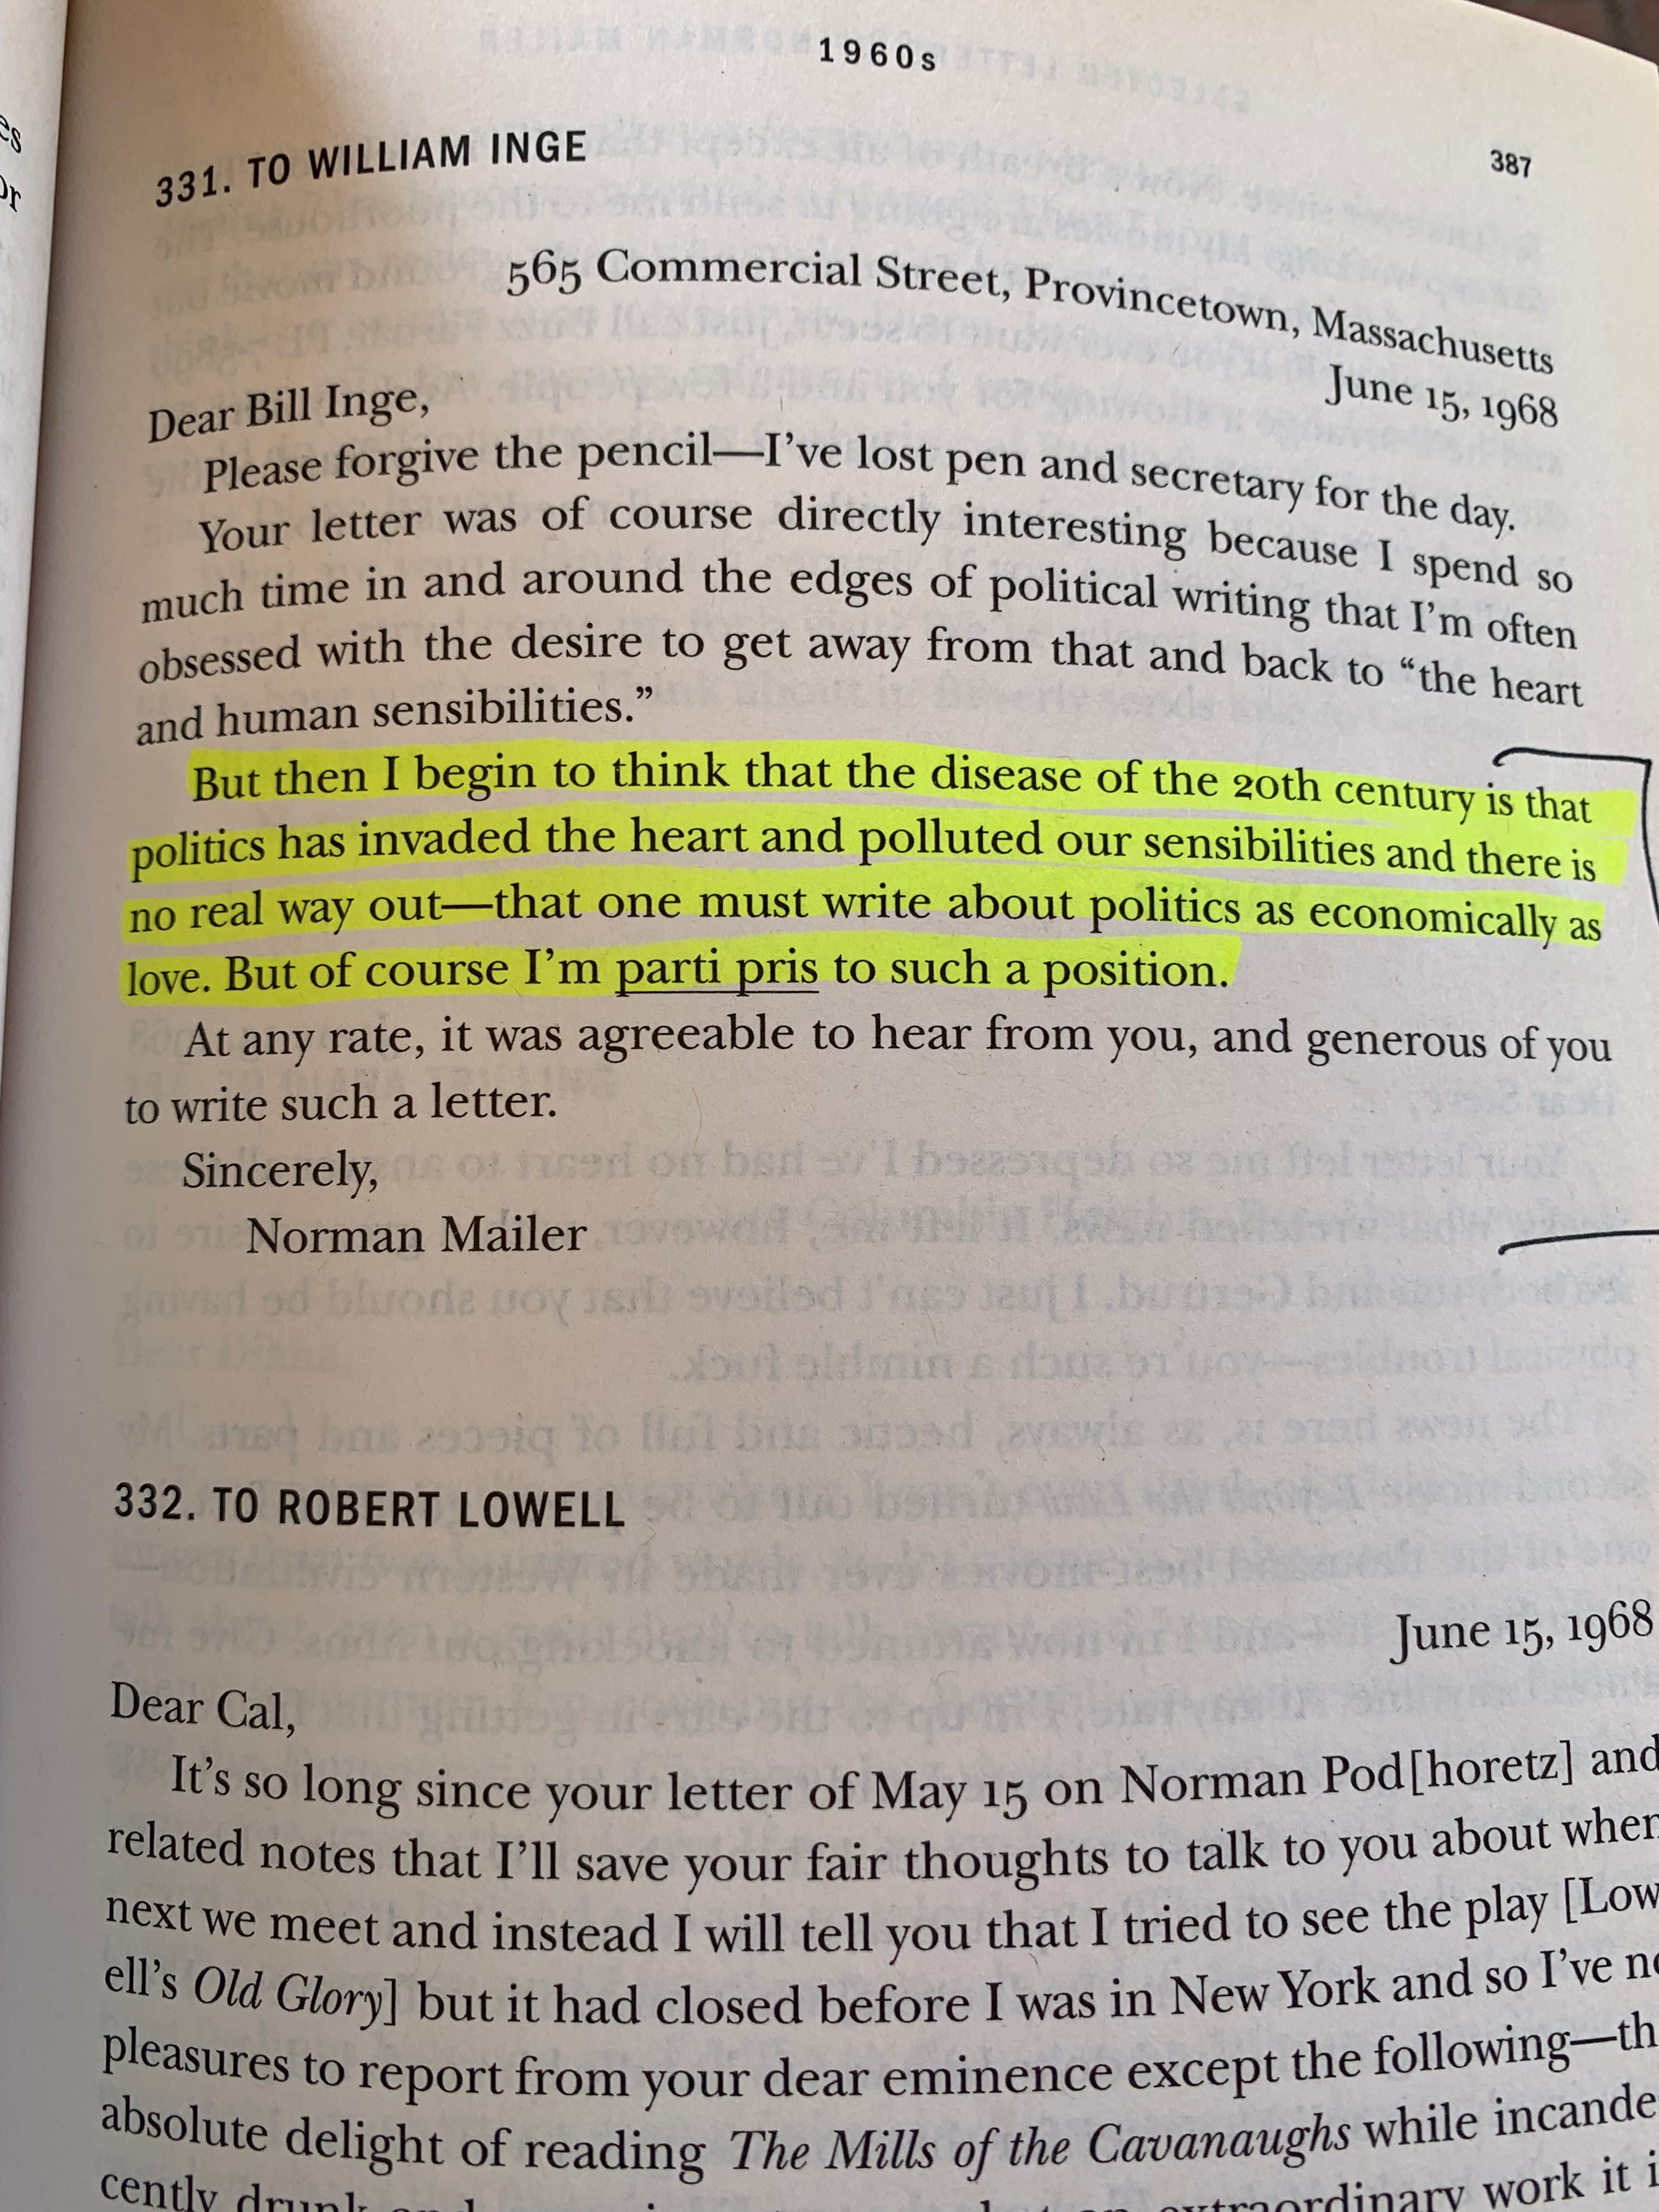 1960s
387
331. TO WILLIAM INGE
565 Commercial Street, Provincetown, Massachusetts
June 15, 1968
Dear Bill Inge,
Please forgive the pencil—I’ve lost pen and secretary for the day.
Your letter was of course directly interesting because I spend so
much time in and around the edges of political writing that I’m often
obsessed with the desire to get away from that and back to “the heart
and human sensibilities.”
But then I begin to think that the disease of the 20th century is that
politics has invaded the heart and polluted our sensibilities and there is
no real way out—that one must write about politics as economically as
love. But of course I’m parti pris to such a position.
At any rate, it was agreeable to hear from you, and generous of you
to write such a letter.
Sincerely,
Norman Mailer
332. TO ROBERT LOWELL
June 15, 1968
Dear Cal,
It’s so long since your letter of May 15 on Norman Pod[horetz] and
related notes that I’ll save your fair thoughts to talk to you about when
next we meet and instead I will tell you that I tried to see the play [Low
ell’s Old Glory] but it had closed before I was in New York and so I’ve no
pleasures to report from your dear eminence except the following—th
absolute delight of reading The Mills of the Cavanaughs while incande
cently drunk and extraordinary work it i